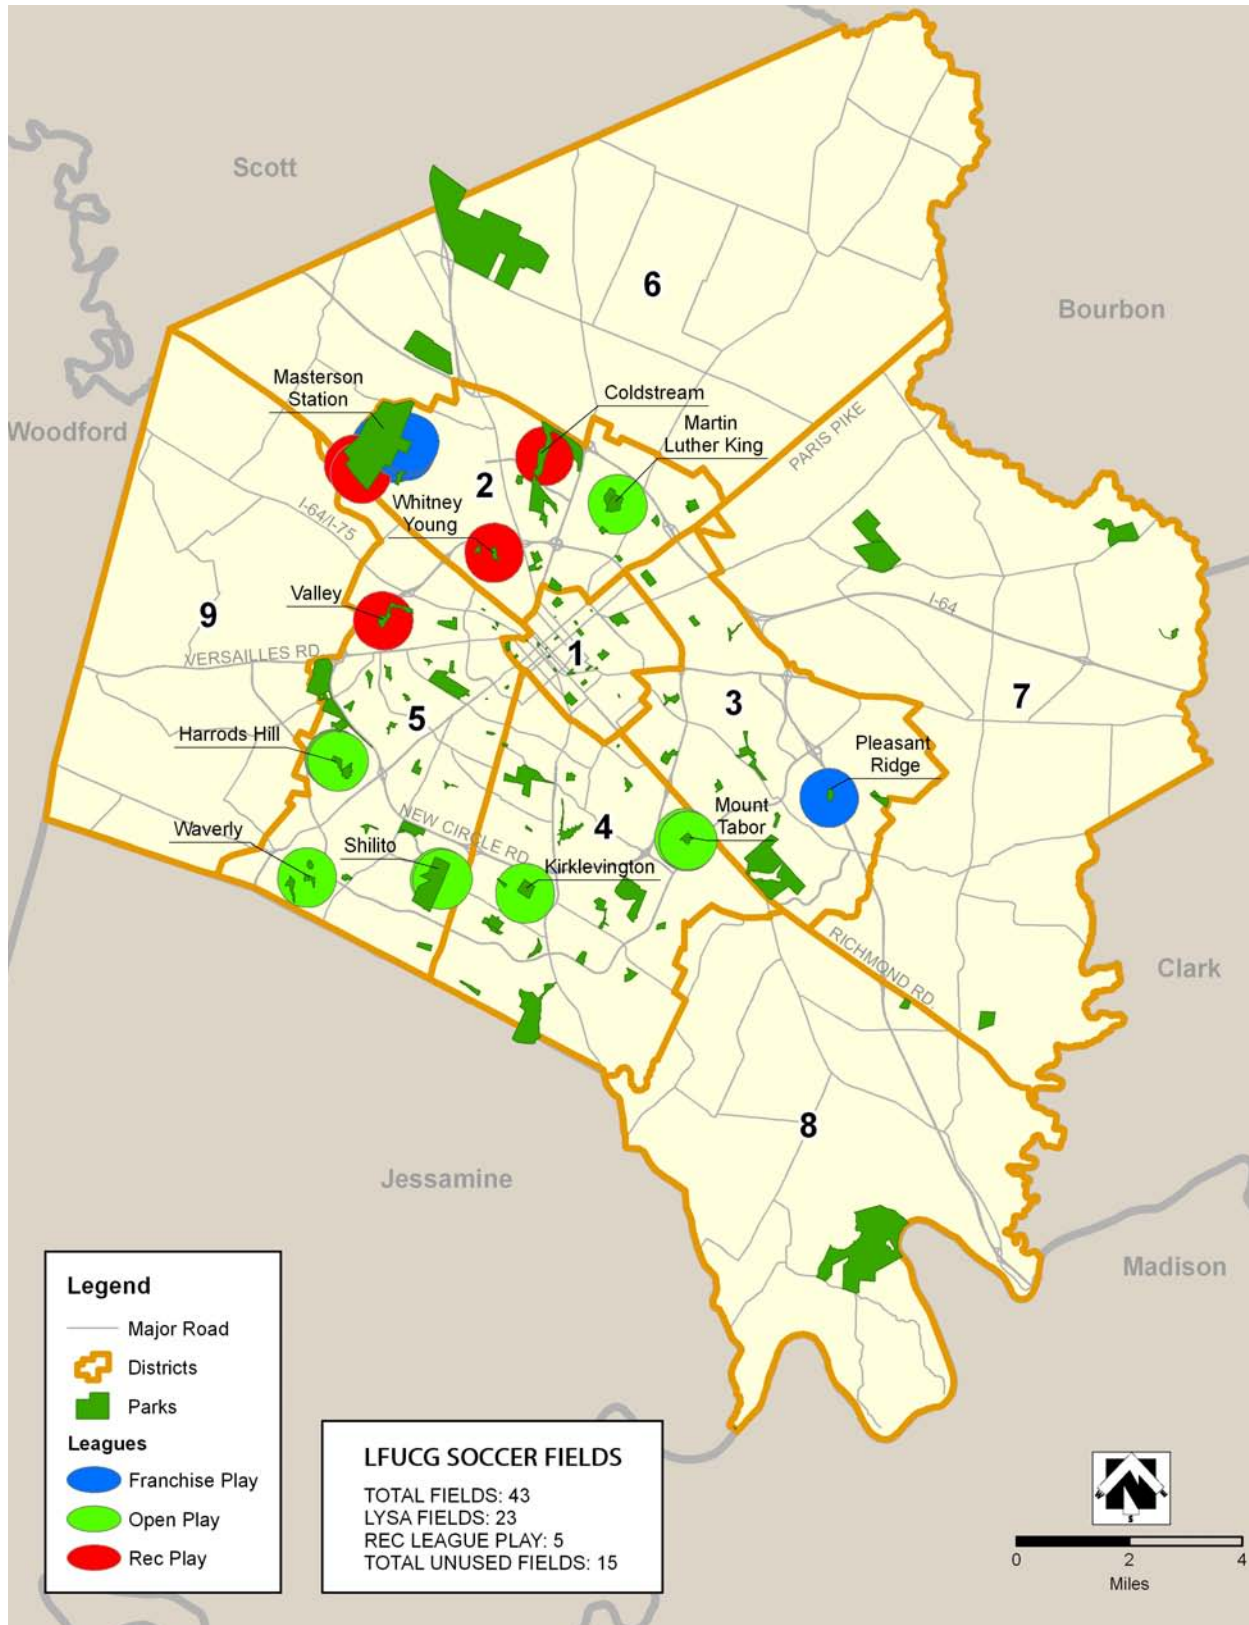 Scott
6
Bourbon
Masterson
Station
Coldstream
Martin
Luther King
Woodford
PARIS PIKE
2
Whitney
Young
I-64/I-75
Valley
9
I-64
VERSAILLES RD.
1
3
7
5
Harrods Hill
Pleasant
Ridge
Waverly
NEW CIRCLE RD.
Mount
Tabor
Shilito
4
Kirklevington
RICHMOND RD.
Clark
8
Jessamine
Madison
Legend
Major Road
Districts
Parks
Leagues
Franchise Play
Open Play
Rec Play
LFUCG SOCCER FIELDS
TOTAL FIELDS: 43
LYSA FIELDS: 23
REC LEAGUE PLAY: 5
TOTAL UNUSED FIELDS: 15
S
0 2 4
Miles